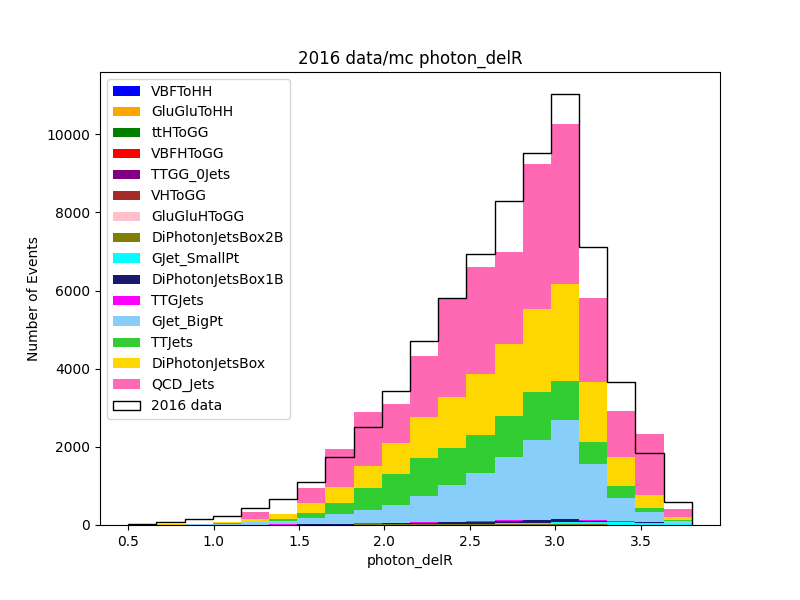 2016 data/mc photon_delR
VBFToHH
GluGluToHH
ttHToGG
VBFHToGG
TTGG_0Jets
VHToGG
GluGluHToGG
DiPhotonJetsBox2B
GJet_SmallPt
DiPhotonJetsBox1B
TTGJets
GJet_BigPt
TTJets
DiPhotonJetsBox
QCD_Jets
2016 data
Number of Events
10000
8000
6000
4000
2000
0
0.5 1.0 1.5 2.0 2.5 3.0 3.5
photon_delR